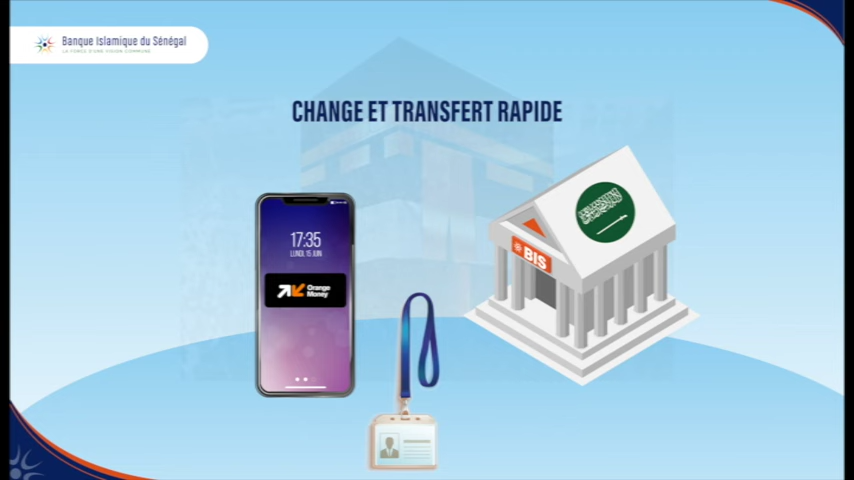 Banque Islamique du Sénégal
LA FORCE D'UNE VISION COMMUNE
CHANGE ET TRANSFERT RAPIDE
17:35
LUNDI, 15 JUIN
Orange
Money
BIS